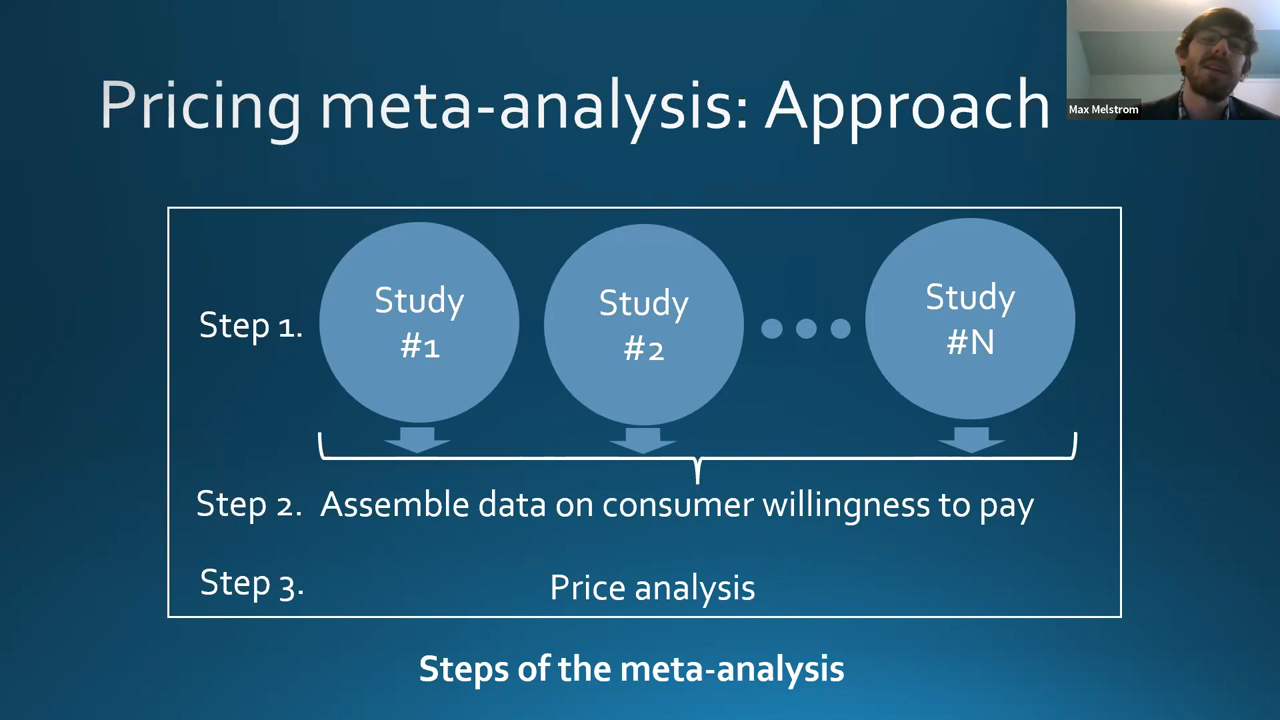 Pricing meta-analysis: Approach
Max Melstrom
Step 1.
Study
#1
Study
#2
Study
#N
Step 2. Assemble data on consumer willingness to pay
Step 3. Price analysis
Steps of the meta-analysis